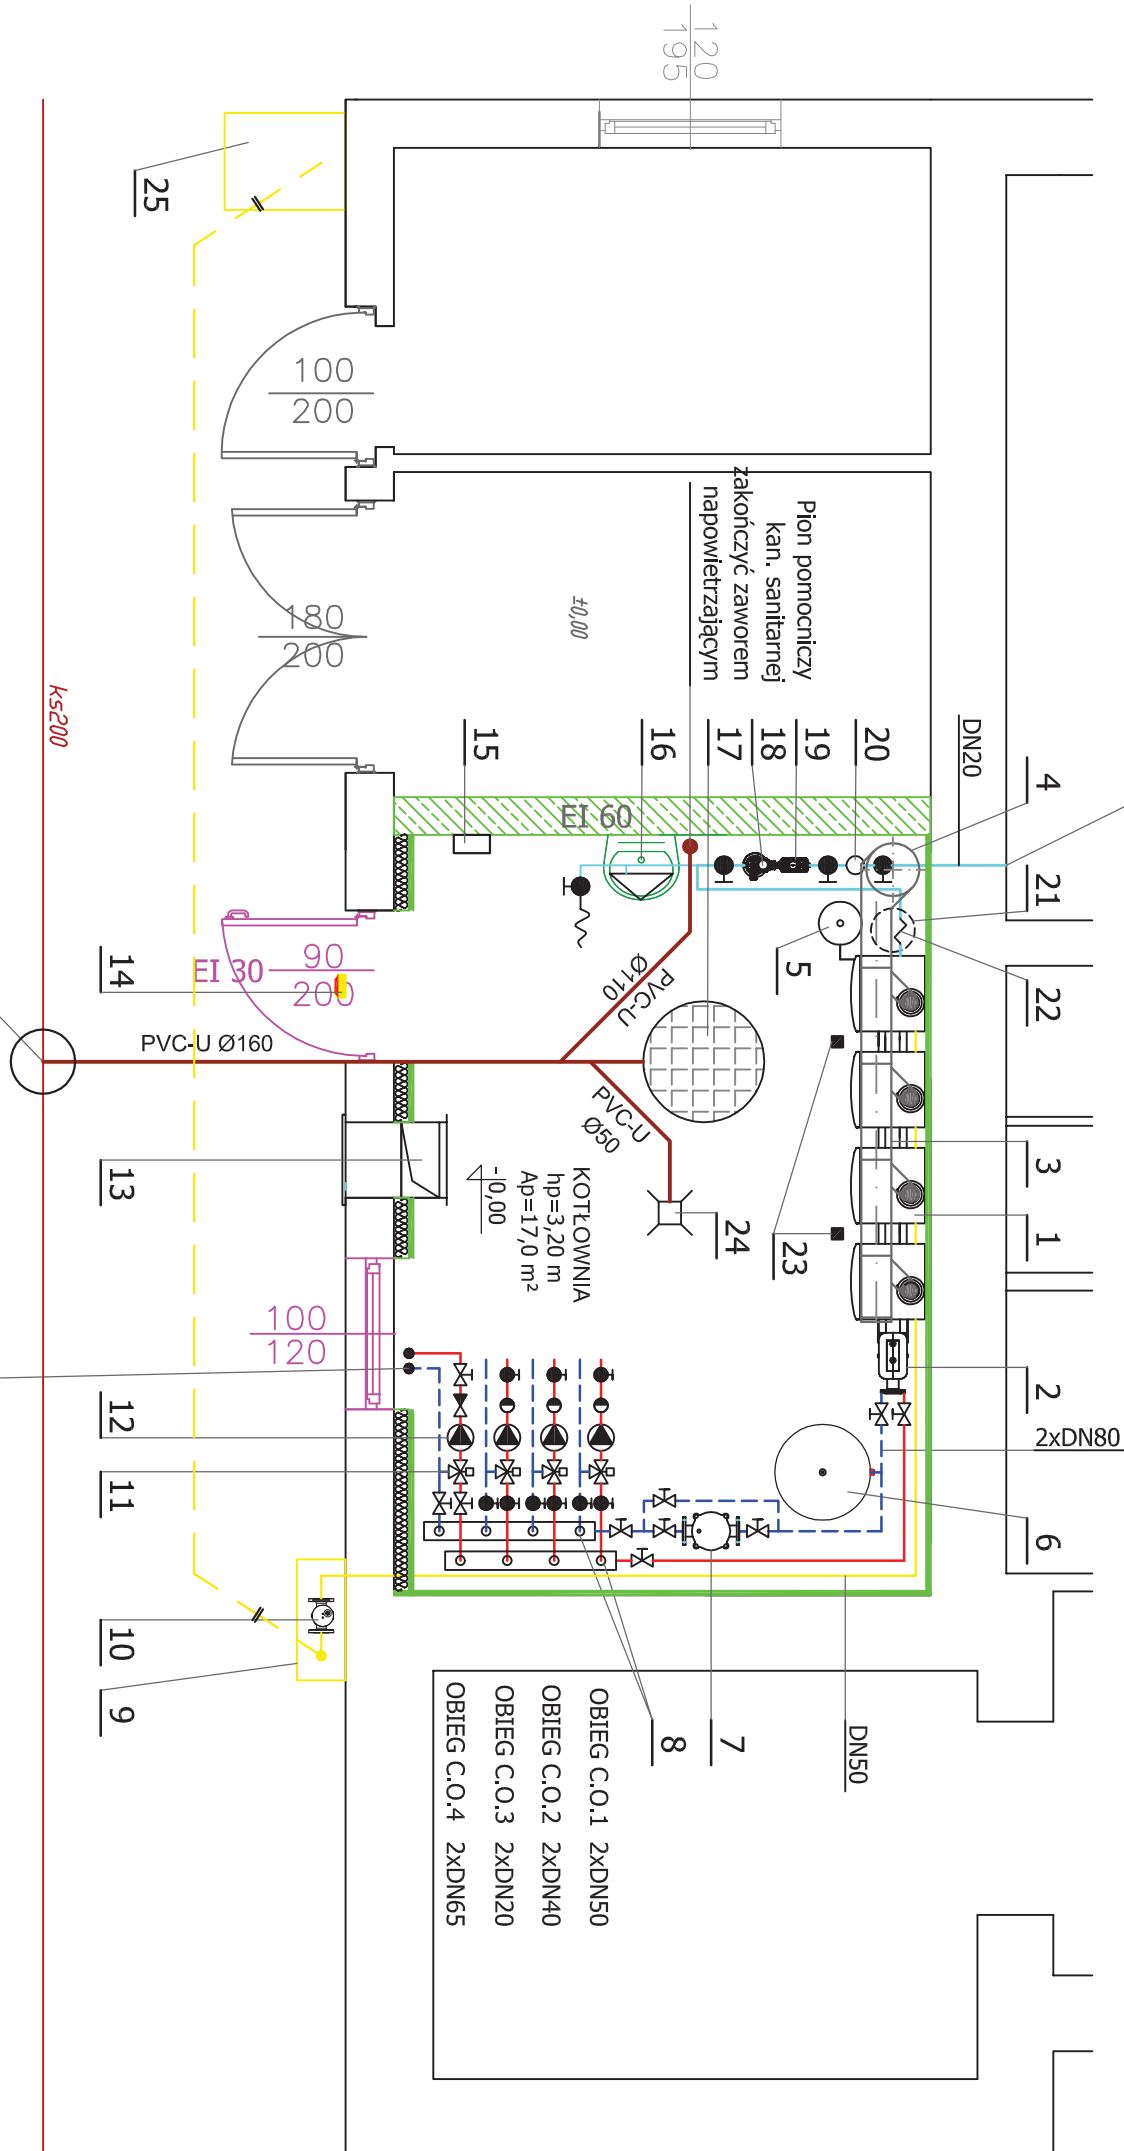 120
195
25
100
200
180
200
ks200
±0,00
Pion pomocniczy
kan. sanitarnej
zakończyć zaworem
napowietrzającym
15
16
17
18
19
20
DN20
4
21
22
5
EI 60
EI 30
90
200
14
PVC-U Ø160
PVC-U
Ø110
PVC-U
Ø50
13
KOTŁOWNIA
hp=3,20 m
Ap=17,0 m²
-10,00
24
23
3
1
2
2xDN80
6
100
120
12
11
10
9
8
7
DN50
OBIEG C.O.1 2xDN50
OBIEG C.O.2 2xDN40
OBIEG C.O.3 2xDN20
OBIEG C.O.4 2xDN65